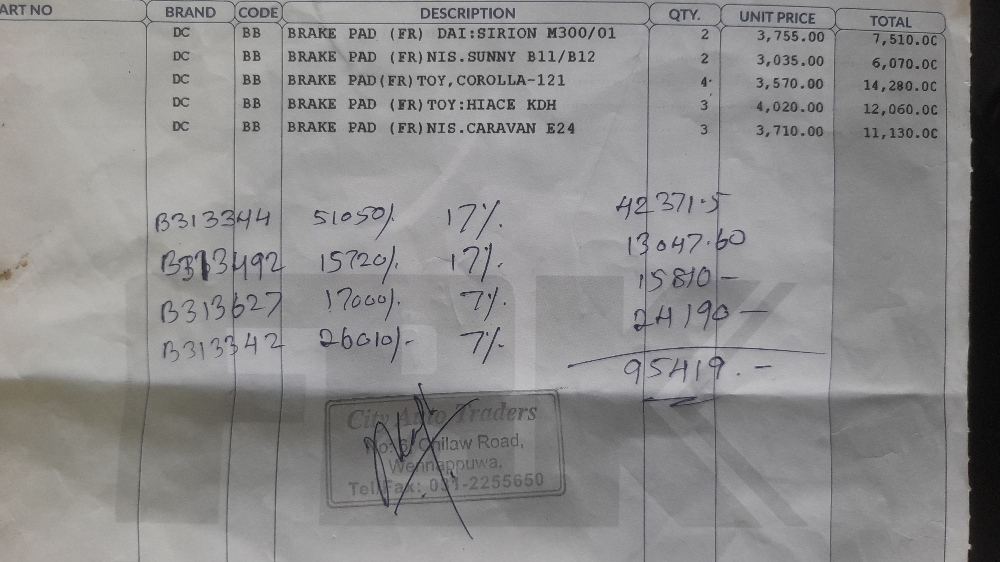 ART NO BRAND CODE DESCRIPTION QTY. UNIT PRICE TOTAL
DC BB BRAKE PAD (FR) DAI:SIRION M300/01 2 3,755.00 7,510.00
DC BB BRAKE PAD (FR)NIS.SUNNY B11/B12 2 3,035.00 6,070.00
DC BB BRAKE PAD(FR)TOY,COROLLA-121 4 3,570.00 14,280.00
DC BB BRAKE PAD (FR)TOY:HIACE KDH 3 4,020.00 12,060.00
DC BB BRAKE PAD (FR)NIS.CARAVAN E24 3 3,710.00 11,130.00
B313344 51050/. 17% 42371.5
B313492 15720/. 17% 13047.60
B313627 17000/. 7% 15810 —
B313342 26010/- 7% 24190 —
95419. —
City Auto Traders
No: 6, Chilaw Road,
Wennappuwa.
Tel/Fax: 031-2255650